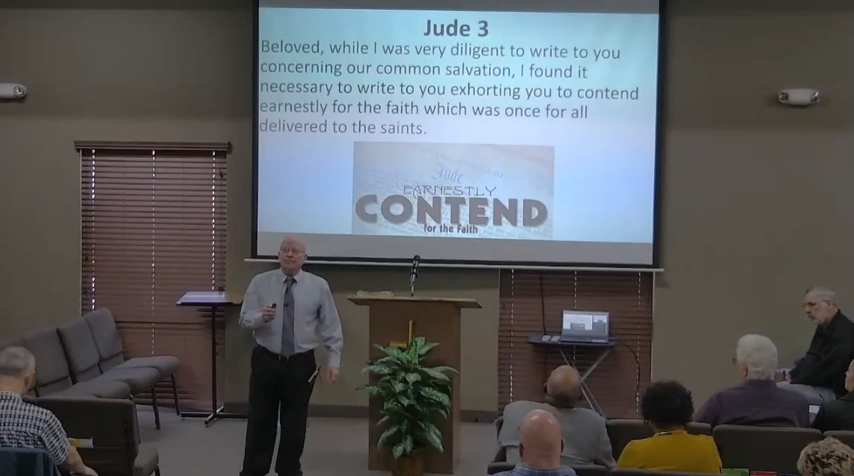 Jude 3
Beloved, while I was very diligent to write to you
concerning our common salvation, I found it
necessary to write to you exhorting you to contend
earnestly for the faith which was once for all
delivered to the saints.
Jude
EARNESTLY
CONTEND
for the Faith